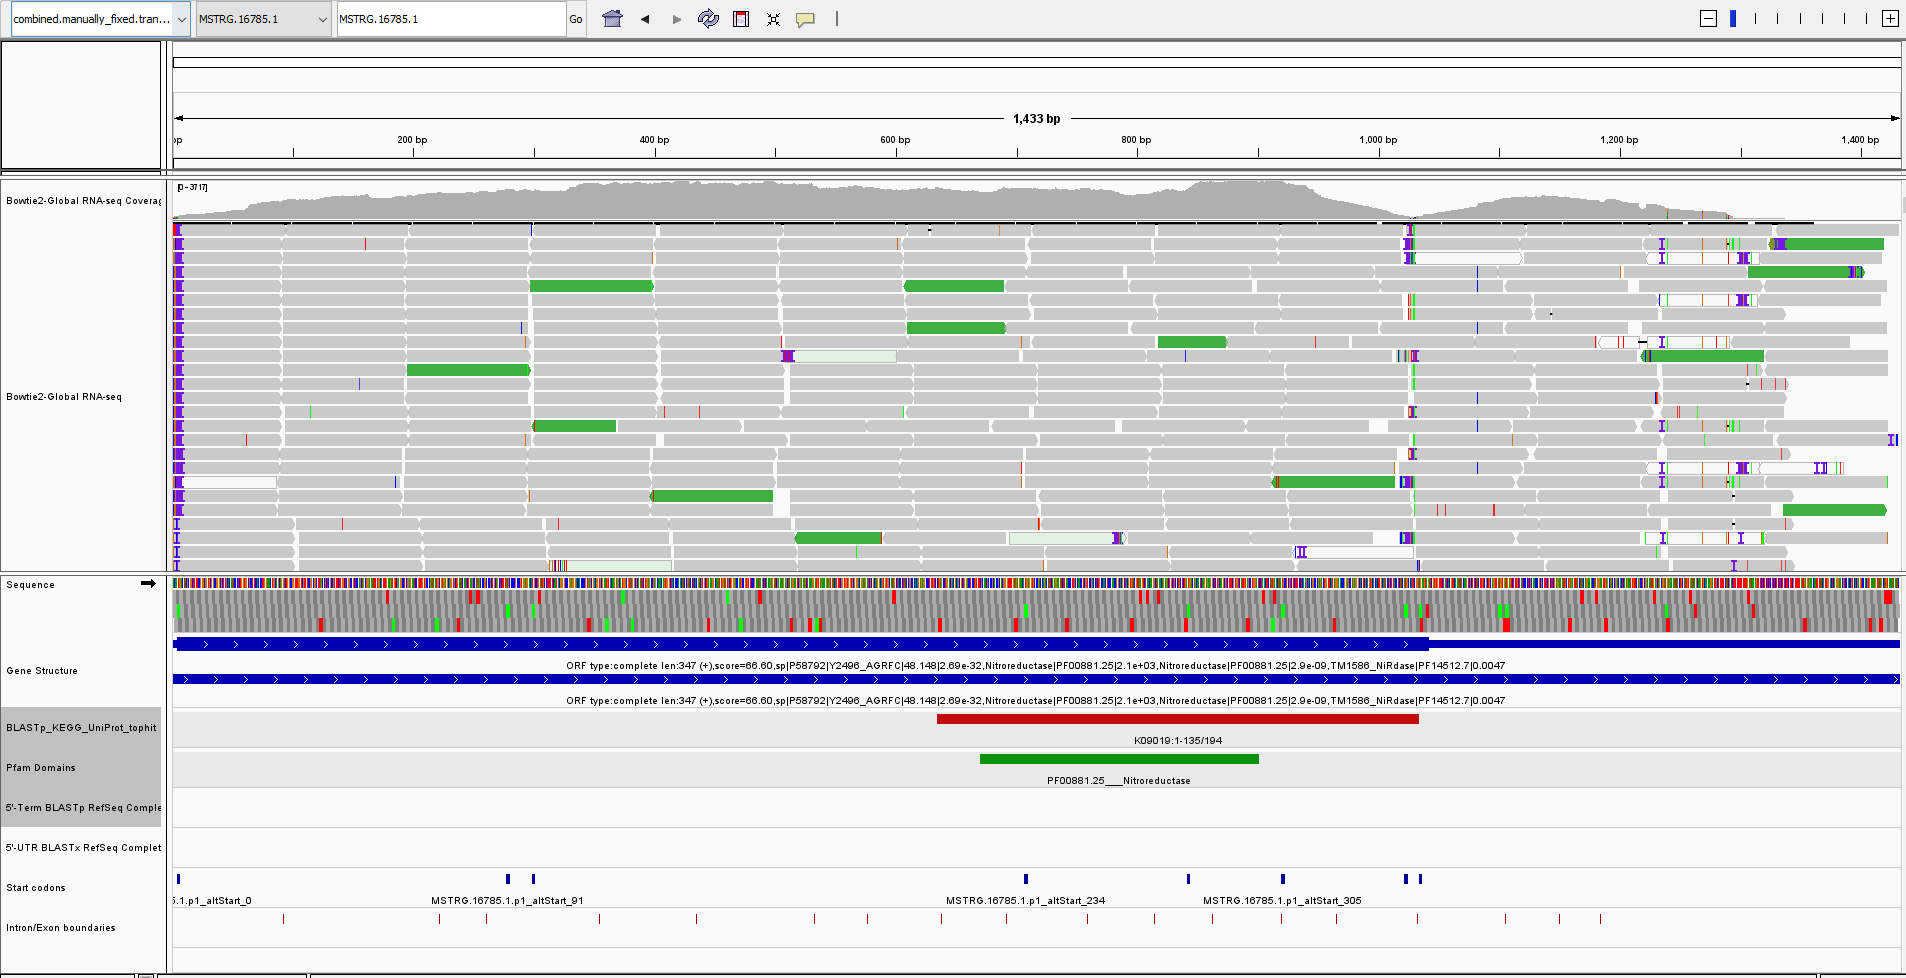 combined.manually_fixed.tran... MSTRG.16785.1 MSTRG.16785.1 Go
1,433 bp
bp 200 bp 400 bp 600 bp 800 bp 1,000 bp 1,200 bp 1,400 bp
[0 - 3717]
Bowtie2-Global RNA-seq Coverag
Bowtie2-Global RNA-seq
Sequence
Gene Structure
ORF type:complete len:347 (+),score=66.60,sp|P58792|Y2496_AGRFC|48.148|2.69e-32,Nitroreductase|PF00881.25|2.1e+03,Nitroreductase|PF00881.25|2.9e-09,TM1586_NiRdase|PF14512.7|0.0047
ORF type:complete len:347 (+),score=66.60,sp|P58792|Y2496_AGRFC|48.148|2.69e-32,Nitroreductase|PF00881.25|2.1e+03,Nitroreductase|PF00881.25|2.9e-09,TM1586_NiRdase|PF14512.7|0.0047
BLASTp_KEGG_UniProt_tophit
K09019:1-135/194
Pfam Domains
PF00881.25___Nitroreductase
5'-Term BLASTp RefSeq Comple
5'-UTR BLASTx RefSeq Complet
Start codons
5.1.p1_altStart_0 MSTRG.16785.1.p1_altStart_91 MSTRG.16785.1.p1_altStart_234 MSTRG.16785.1.p1_altStart_305
Intron/Exon boundaries